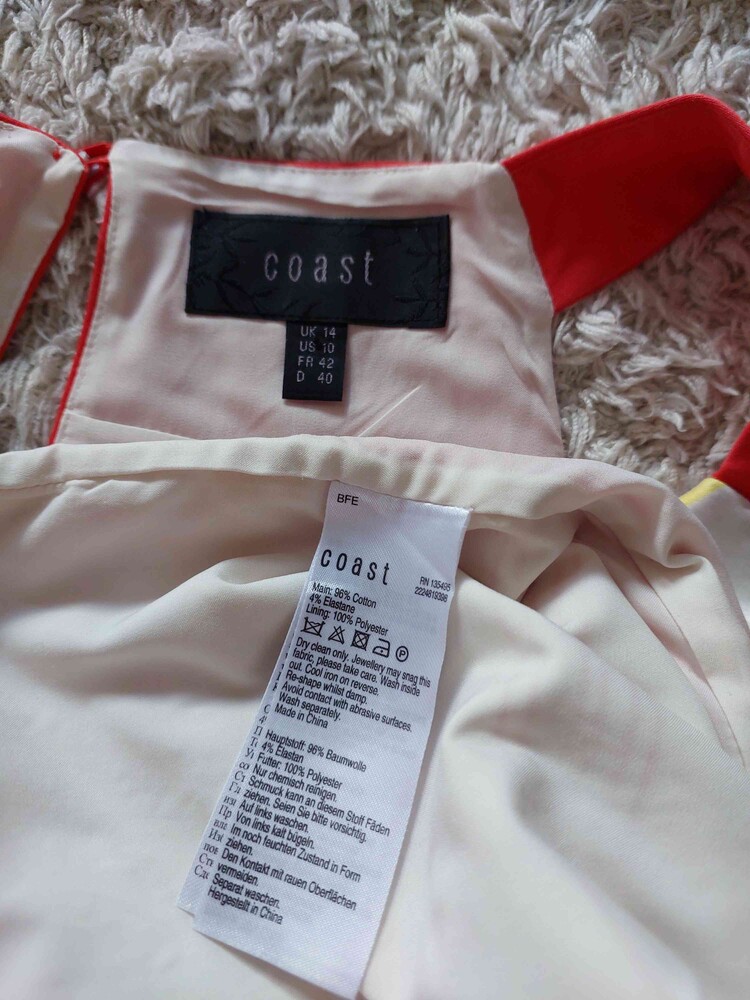 coast
UK 14
US 10
FR 42
D 40
BFE
coast
RN 135495
2224819398
Main: 96% Cotton
4% Elastane
Lining: 100% Polyester
P
Dry clean only. Jewellery may snag this
fabric, please take care. Wash inside
out. Cool iron on reverse.
Re-shape whilst damp.
Avoid contact with abrasive surfaces.
Wash separately.
Made in China
Hauptstoff: 96% Baumwolle
4% Elastan
Futter: 100% Polyester
Nur chemisch reinigen.
Schmuck kann an diesem Stoff Fäden
ziehen. Seien Sie bitte vorsichtig.
Auf links waschen.
Von links kalt bügeln.
Im noch feuchten Zustand in Form
ziehen.
Den Kontakt mit rauen Oberflächen
vermeiden.
Separat waschen.
Hergestellt in China